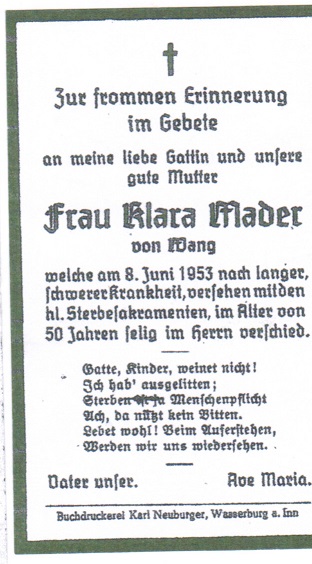 Zur frommen Erinnerung
im Gebete
an meine liebe Gattin und unsere
gute Mutter
Frau Klara Mader
von Wang
welche am 8. Juni 1953 nach langer,
schwerer Krankheit, versehen mit den
hl. Sterbesakramenten, im Alter von
50 Jahren selig im Herrn verschied.
Gatte, Kinder, weinet nicht!
Ich hab' ausgelitten;
Sterben ist ja Menschenpflicht
Ach, da nützt kein Bitten.
Lebet wohl! Beim Auferstehen,
Werden wir uns wiedersehen.
Vater unser. Ave Maria.
Buchdruckerei Karl Neuburger, Wasserburg a. Inn